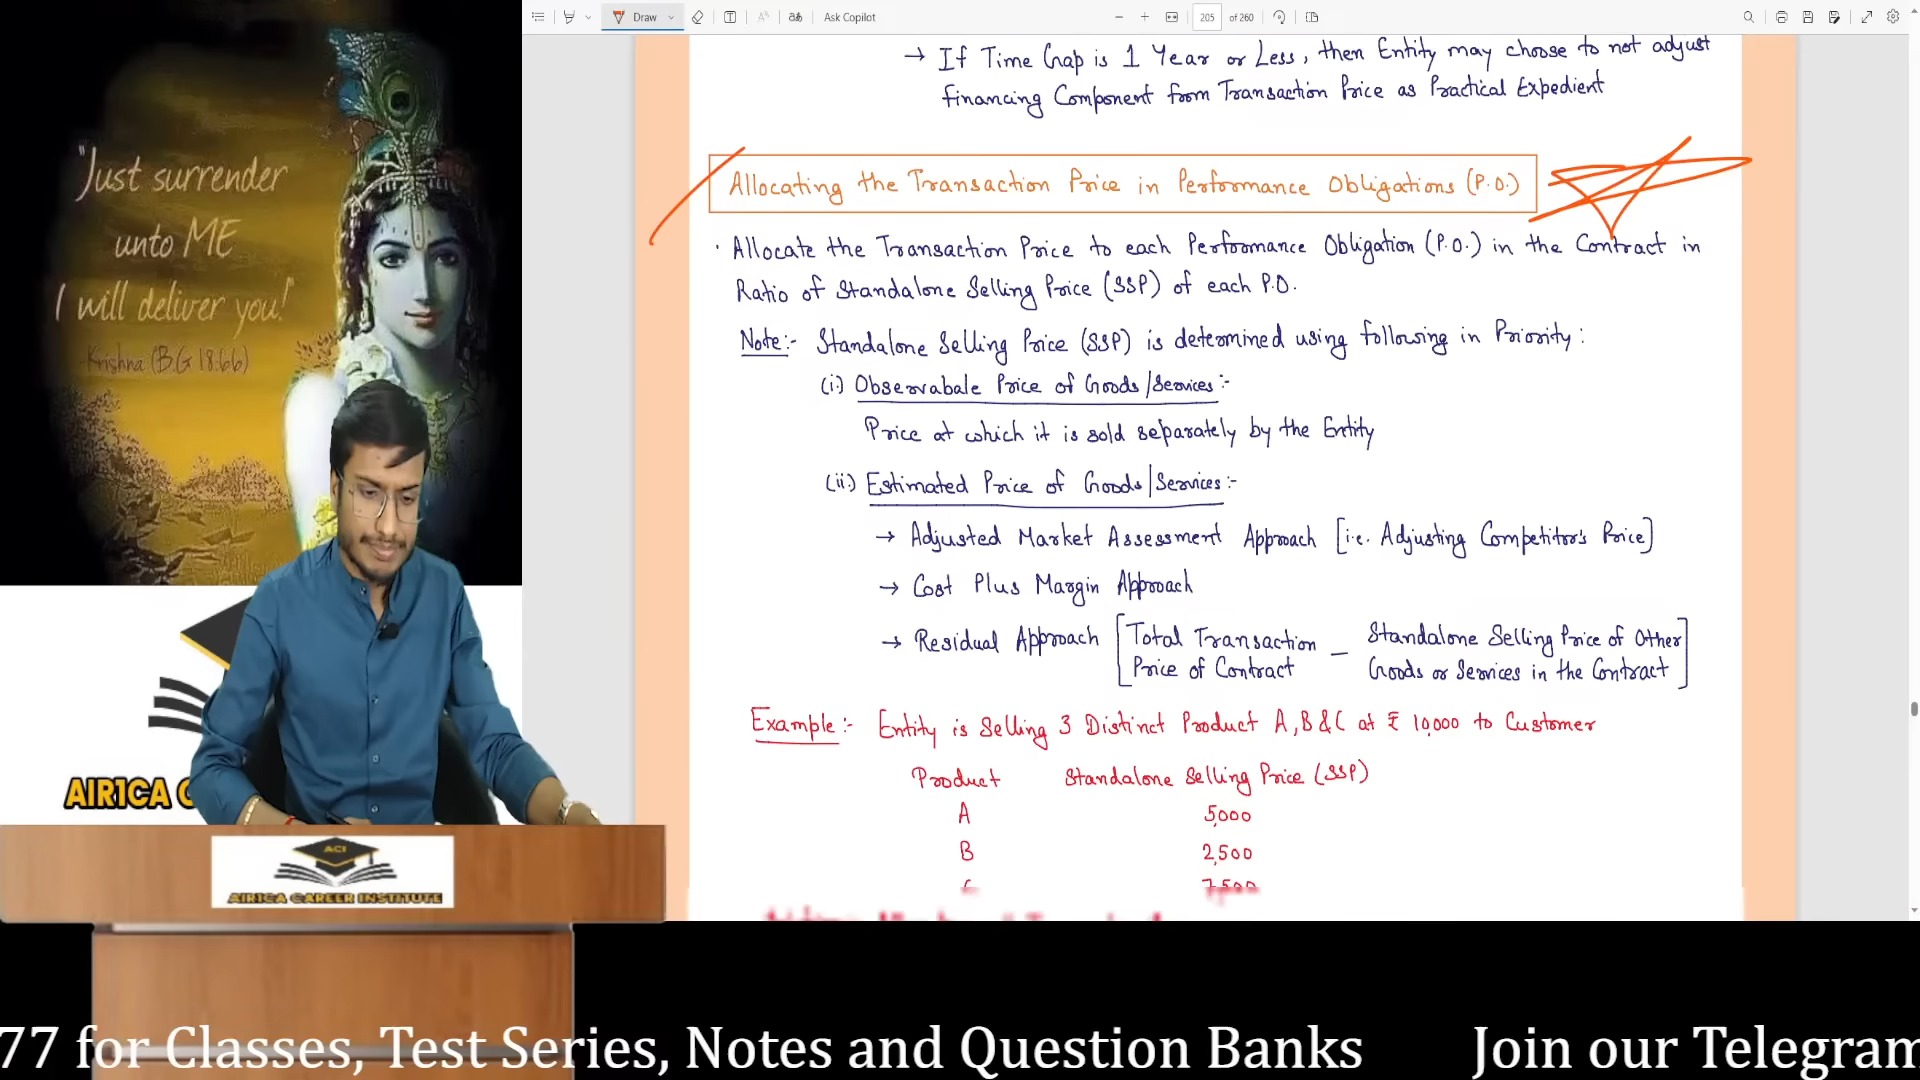 Draw
Ask Copilot
205 of 260
"Just surrender
unto ME
I will deliver you!"
- Krishna (B.G 18.66)
→ If Time Gap is 1 Year or Less, then Entity may choose to not adjust
financing Component from Transaction Price as Practical Expedient
Allocating the Transaction Price in Performance Obligations (P.O.)
· Allocate the Transaction Price to each Performance Obligation (P.O.) in the Contract in
Ratio of Standalone Selling Price (SSP) of each P.O.
Note:- Standalone Selling Price (SSP) is determined using following in Priority:
(i.) Observabale Price of Goods/Services:-
Price at which it is sold separately by the Entity
(ii.) Estimated Price of Goods/Services:-
→ Adjusted Market Assessment Approach [i.e. Adjusting Competitor's Price]
→ Cost Plus Margin Approach
→ Residual Approach [Total Transaction Price of Contract – Standalone Selling Price of Other Goods or Services in the Contract]
Example:- Entity is Selling 3 Distinct Product A, B & C at ₹ 10,000 to Customer
Product Standalone Selling Price (SSP)
A 5,000
B 2,500
C 7,500
AIR1CA C
ACI
AIR1CA CAREER INSTITUTE
77 for Classes, Test Series, Notes and Question Banks Join our Telegram